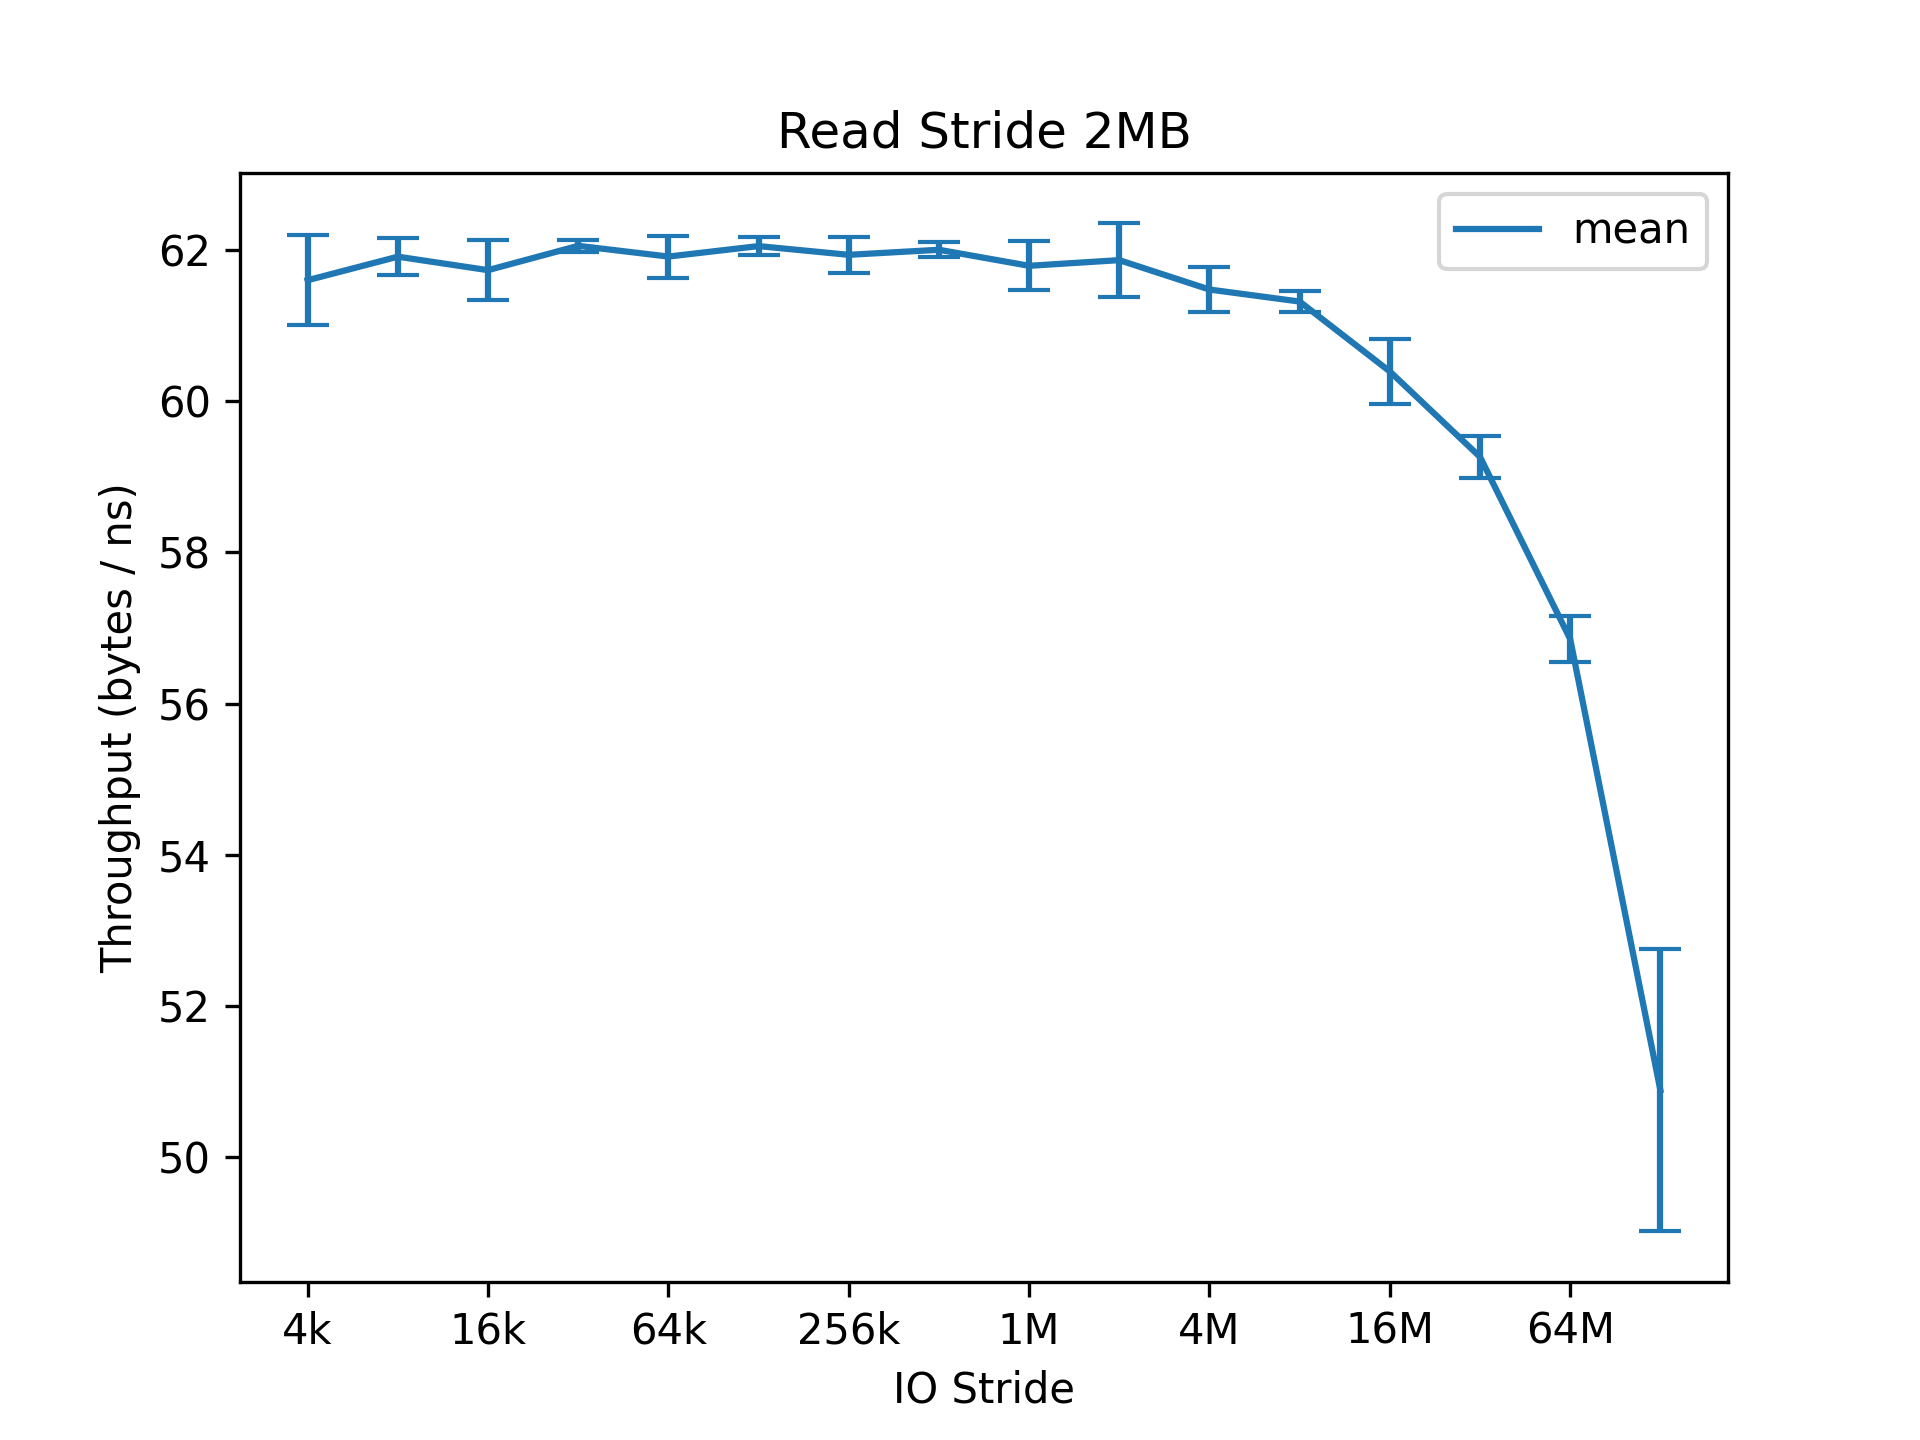 Read Stride 2MB
mean
Throughput (bytes / ns)
62
60
58
56
54
52
50
4k 16k 64k 256k 1M 4M 16M 64M
IO Stride